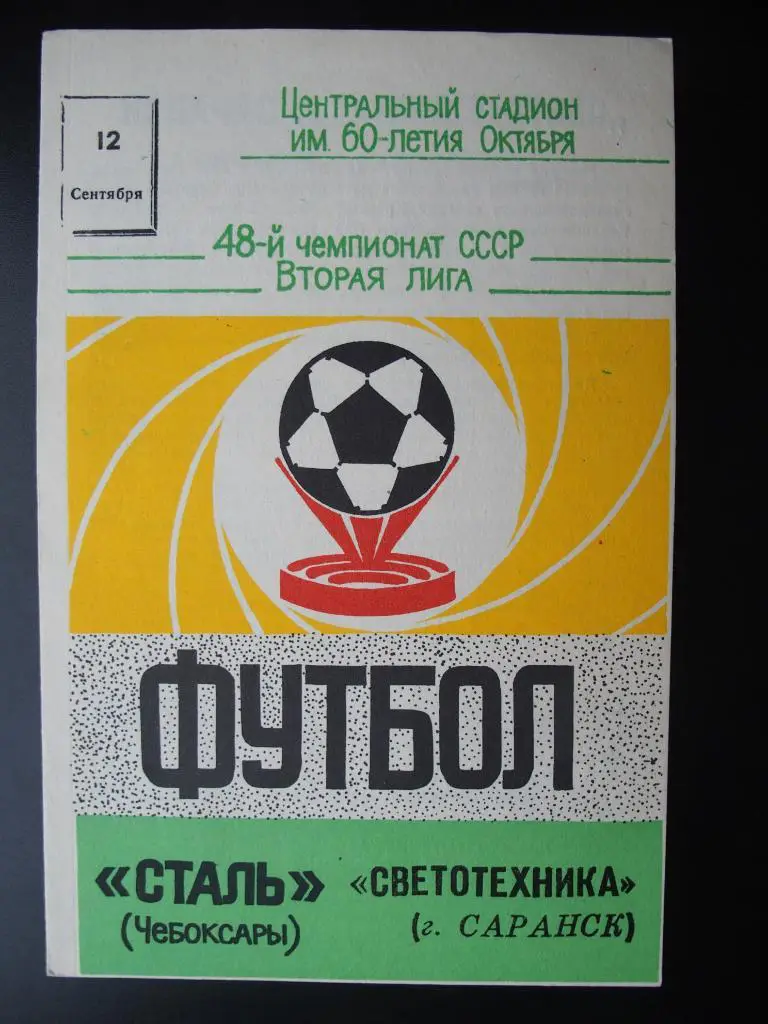 Центральный стадион
им. 60-летия Октября
12
Сентября
48-й чемпионат СССР
Вторая лига
ФУТБОЛ
«СТАЛЬ»
(Чебоксары)
«СВЕТОТЕХНИКА»
(г. САРАНСК)